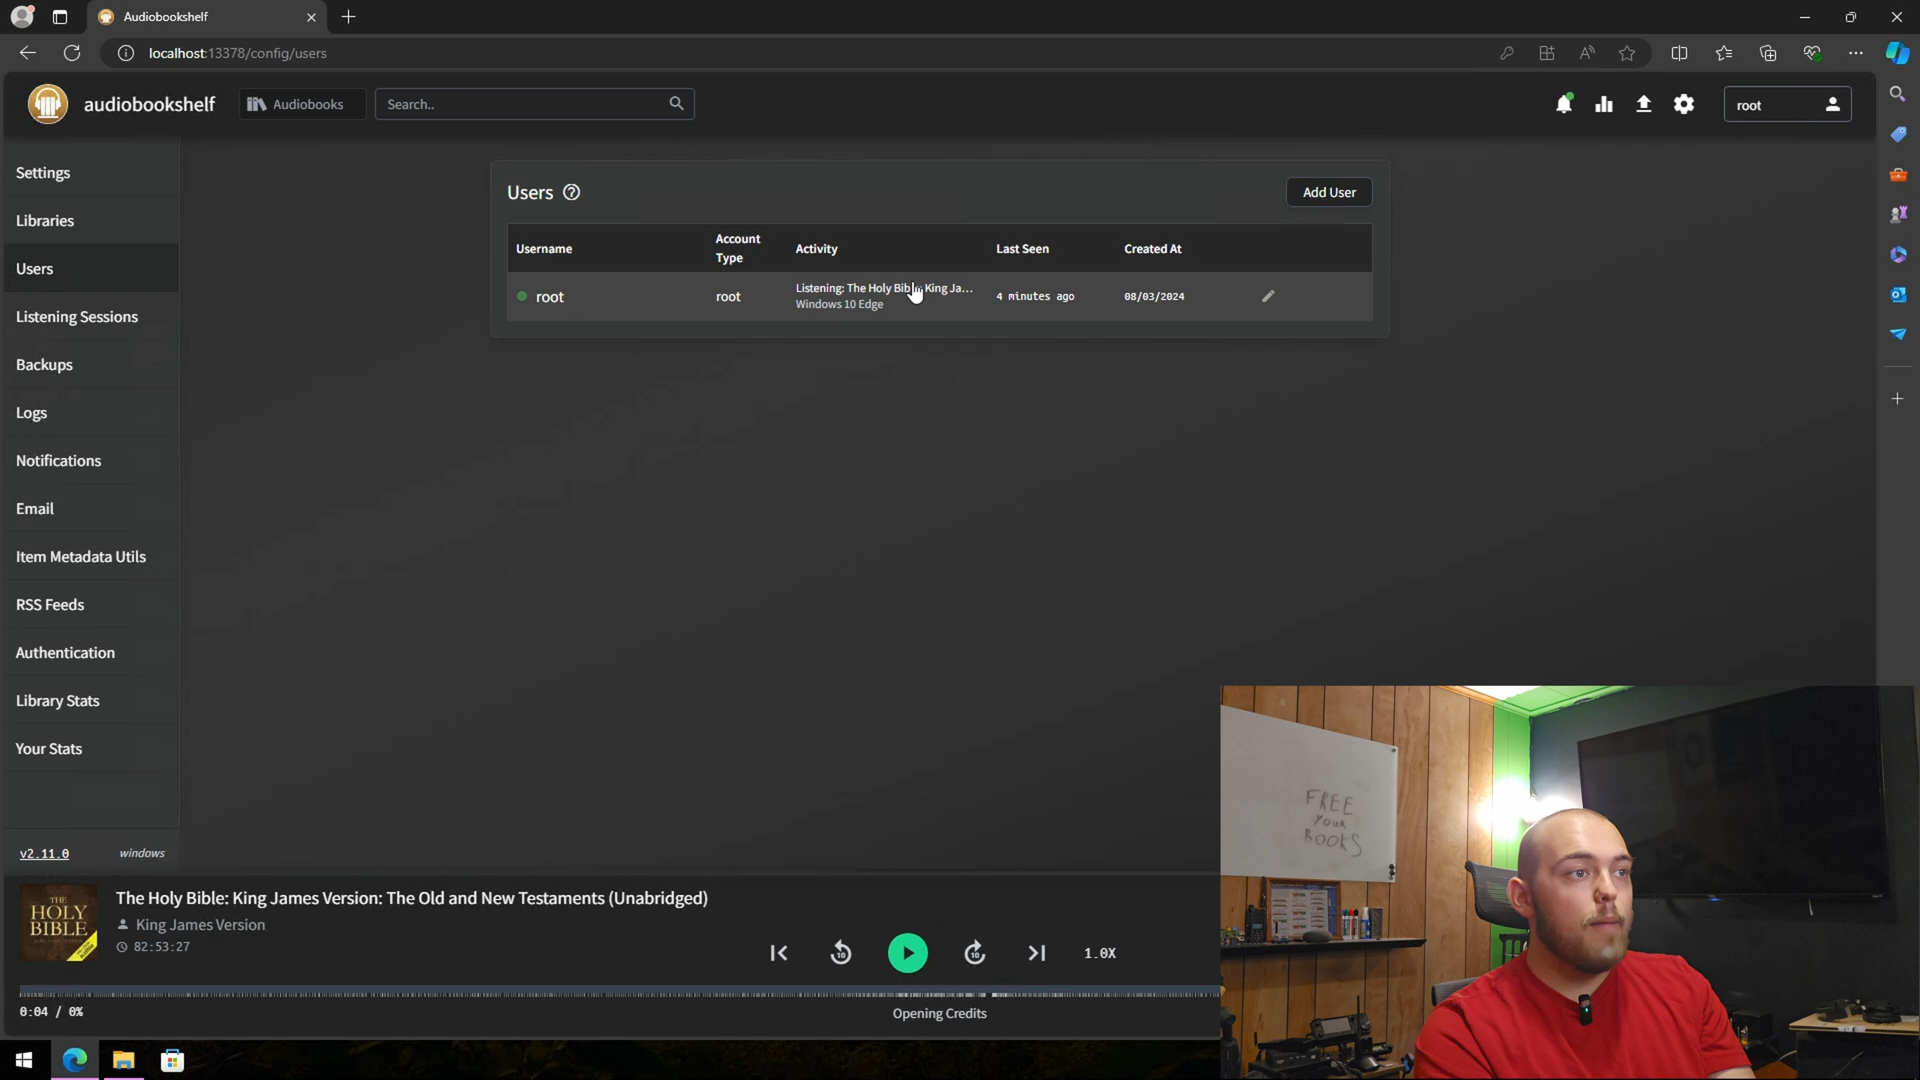 Audiobookshelf
localhost:13378/config/users
audiobookshelf
Audiobooks
Search..
root
Settings
Libraries
Users
Listening Sessions
Backups
Logs
Notifications
Email
Item Metadata Utils
RSS Feeds
Authentication
Library Stats
Your Stats
v2.11.0 windows
Users
Add User
Username Account Type Activity Last Seen Created At
root root Listening: The Holy Bible: King Ja... 4 minutes ago 08/03/2024
Windows 10 Edge
THE
HOLY
BIBLE
The Holy Bible: King James Version: The Old and New Testaments (Unabridged)
King James Version
82:53:27
10
10
1.0X
0:04 / 0%
Opening Credits
FREE
YOUR
BOOKS